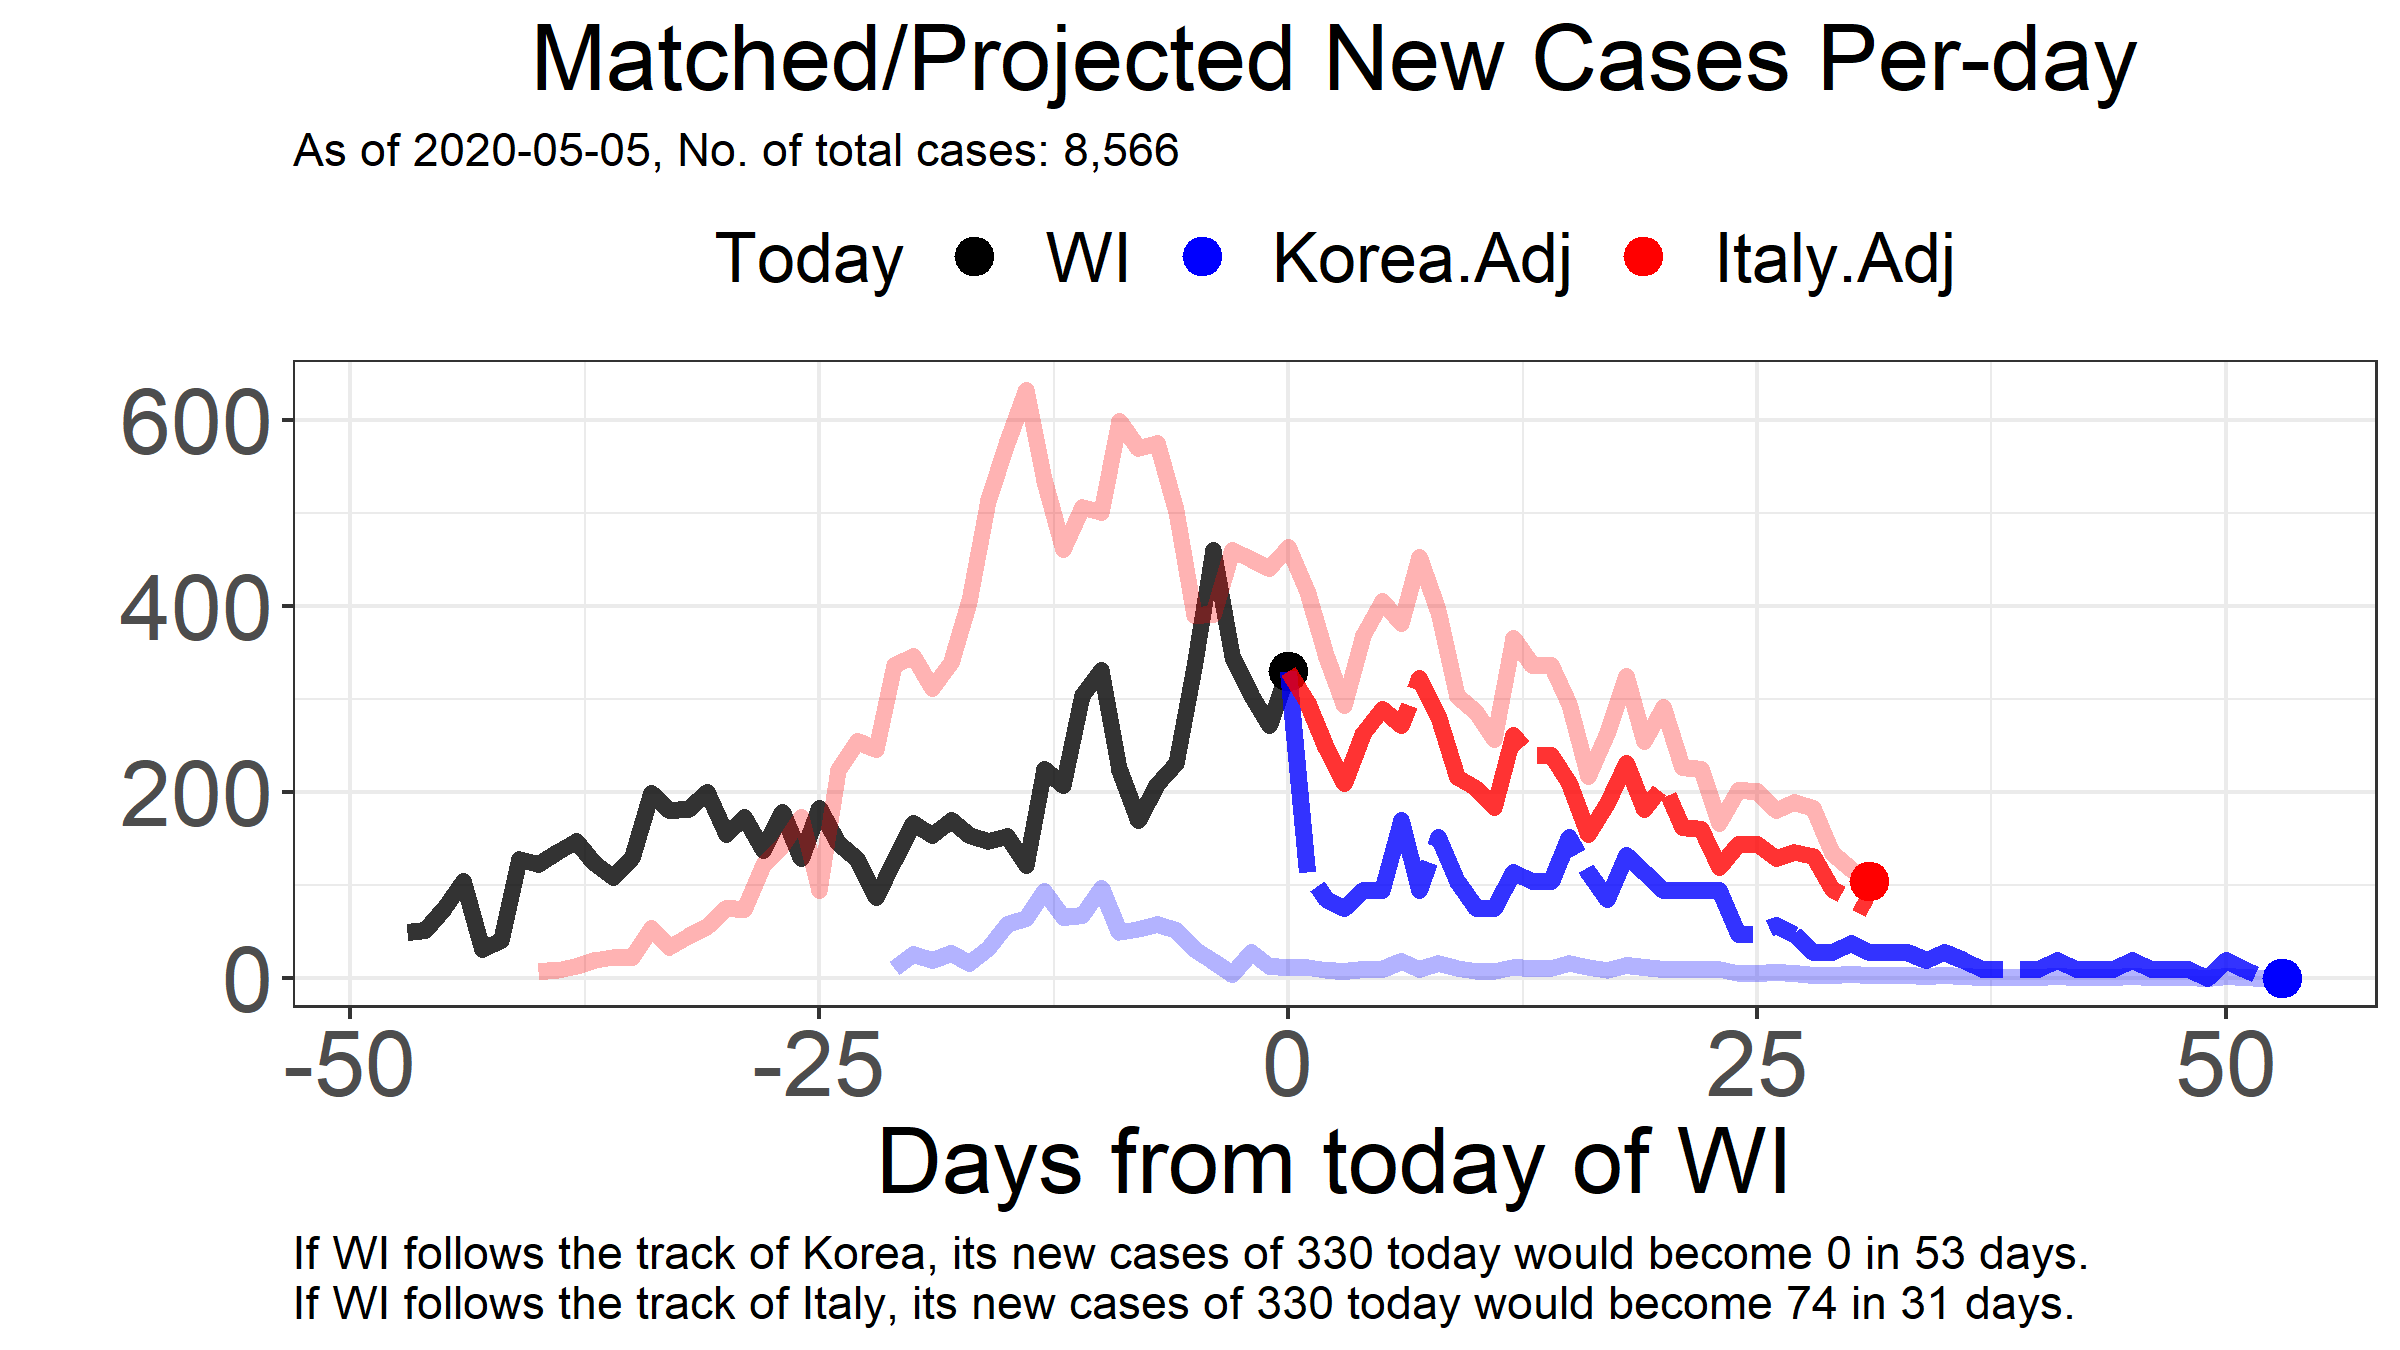 Matched/Projected New Cases Per-day
As of 2020-05-05, No. of total cases: 8,566
Today WI Korea.Adj Italy.Adj
600
400
200
0
-50 -25 0 25 50
Days from today of WI
If WI follows the track of Korea, its new cases of 330 today would become 0 in 53 days.
If WI follows the track of Italy, its new cases of 330 today would become 74 in 31 days.